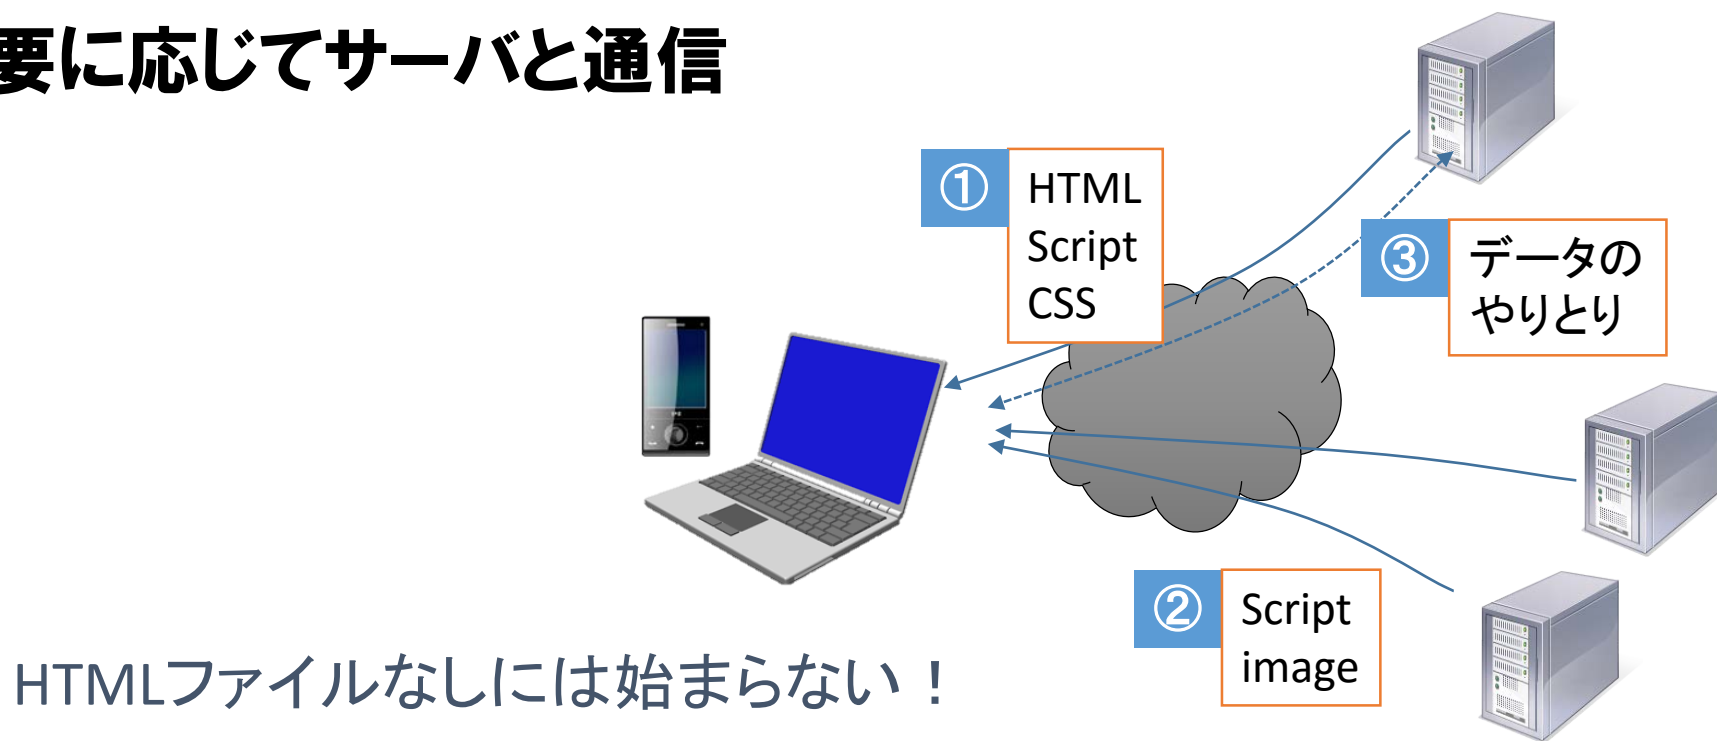 要に応じてサーバと通信
①
HTML
Script
CSS
③
データの
やりとり
②
Script
image
HTMLファイルなしには始まらない！